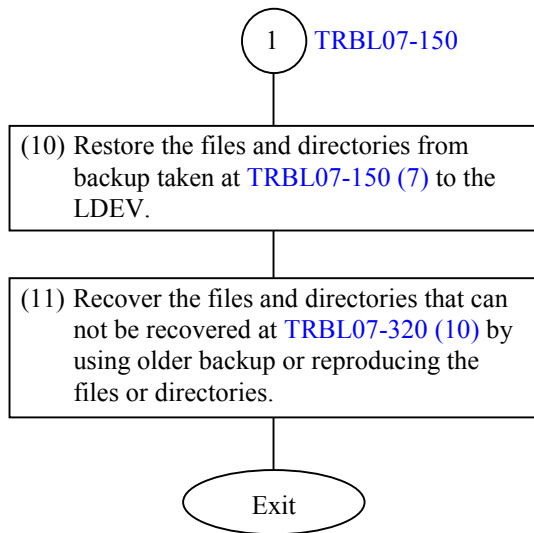 1 TRBL07-150
(10) Restore the files and directories from
backup taken at TRBL07-150 (7) to the
LDEV.
(11) Recover the files and directories that can
not be recovered at TRBL07-320 (10) by
using older backup or reproducing the
files or directories.
Exit